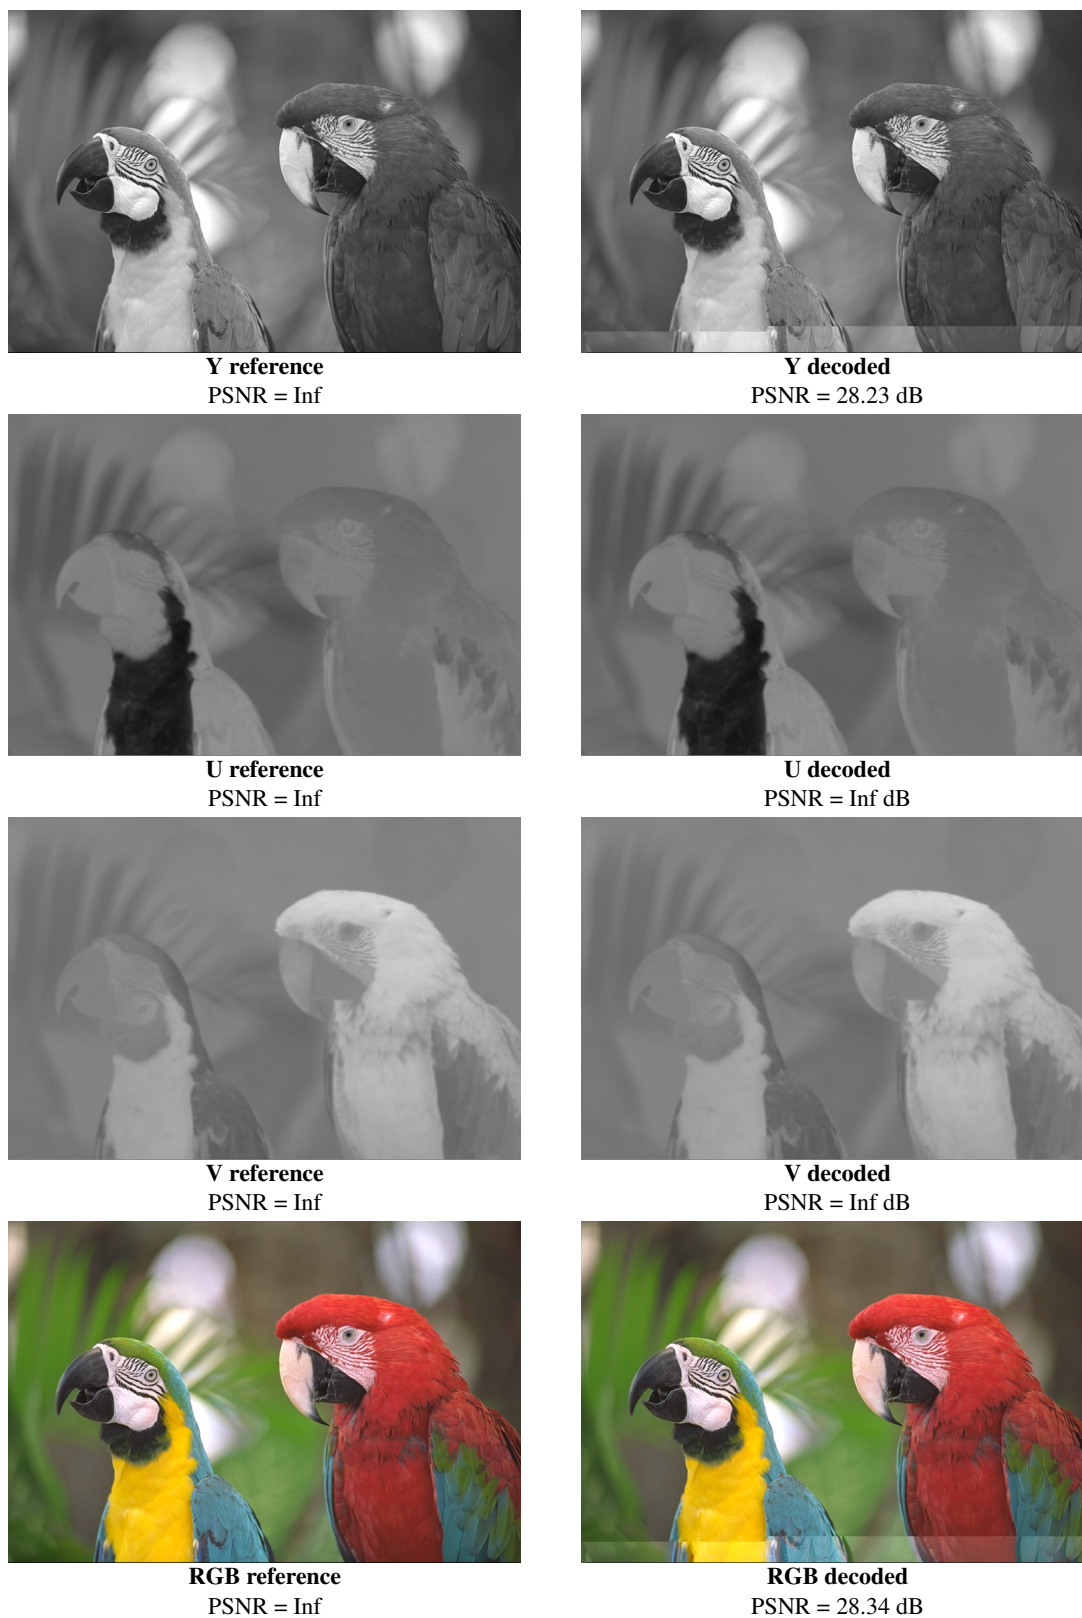 Y reference
PSNR = Inf
Y decoded
PSNR = 28.23 dB
U reference
PSNR = Inf
U decoded
PSNR = Inf dB
V reference
PSNR = Inf
V decoded
PSNR = Inf dB
RGB reference
PSNR = Inf
RGB decoded
PSNR = 28.34 dB